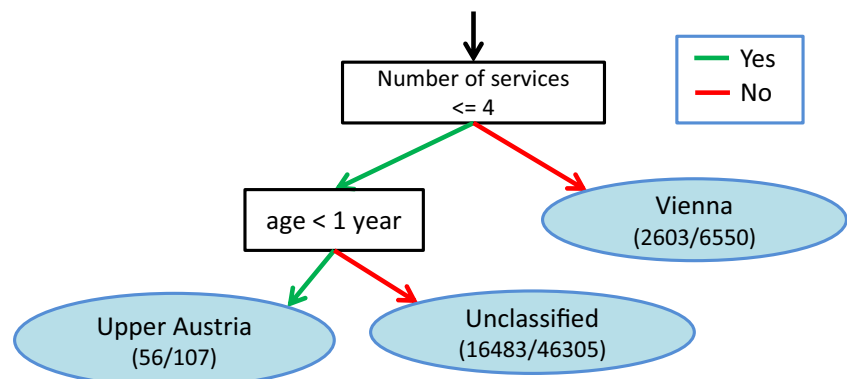 Number of services
<= 4
Yes
No
age < 1 year
Vienna
(2603/6550)
Upper Austria
(56/107)
Unclassified
(16483/46305)